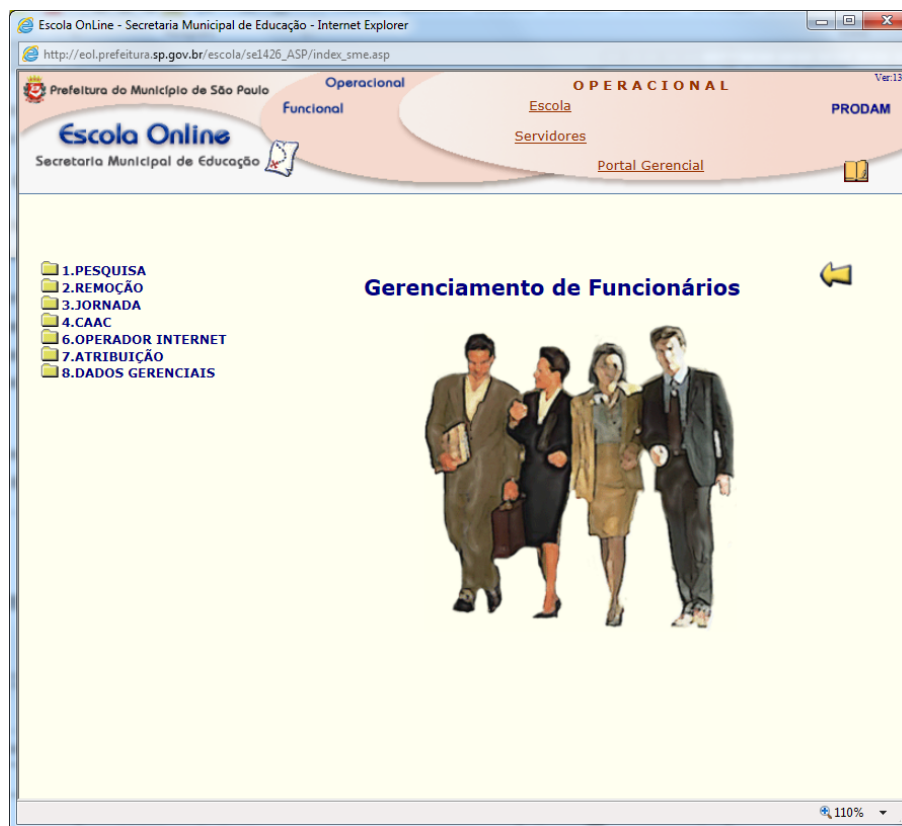 Escola OnLine - Secretaria Municipal de Educação - Internet Explorer
http://eol.prefeitura.sp.gov.br/escola/se1426_ASP/index_sme.asp
Prefeitura do Município de São Paulo
Operacional
Funcional
OPERACIONAL
Ver:13
Escola
PRODAM
Escola Online
Servidores
Secretaria Municipal de Educação
Portal Gerencial
1.PESQUISA
2.REMOÇÃO
3.JORNADA
4.CAAC
6.OPERADOR INTERNET
7.ATRIBUIÇÃO
8.DADOS GERENCIAIS
Gerenciamento de Funcionários
110%